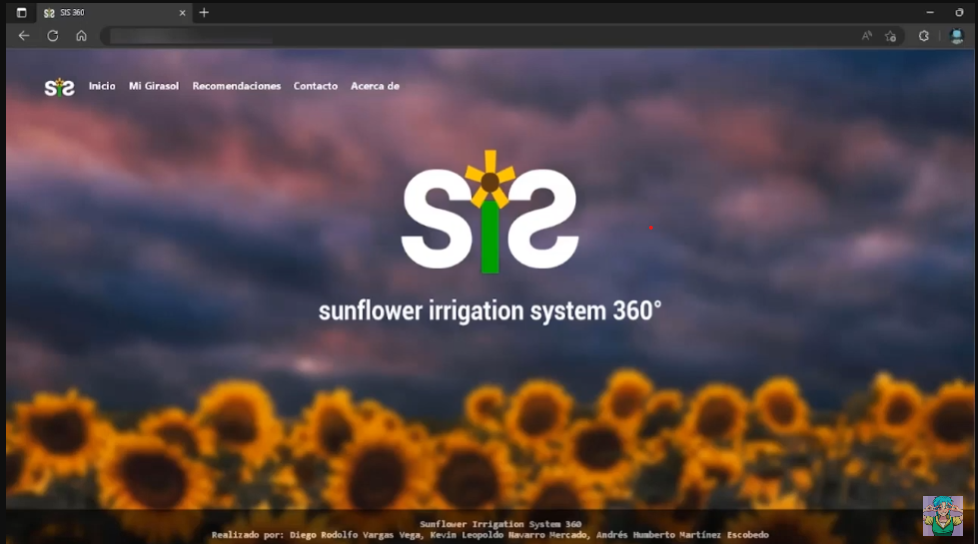 SIS 360
SiS Inicio Mi Girasol Recomendaciones Contacto Acerca de
SiS
sunflower irrigation system 360°
Sunflower Irrigation System 360
Realizado por: Diego Rodolfo Vargas Vega, Kevin Leopoldo Navarro Mercado, Andrés Humberto Martínez Escobedo